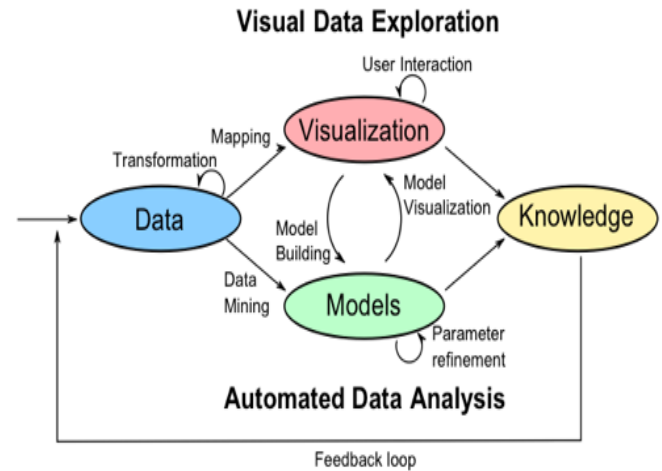 Visual Data Exploration
User Interaction
Visualization
Mapping
Transformation
Data
Model
Building
Model
Visualization
Knowledge
Data
Mining
Models
Parameter
refinement
Automated Data Analysis
Feedback loop